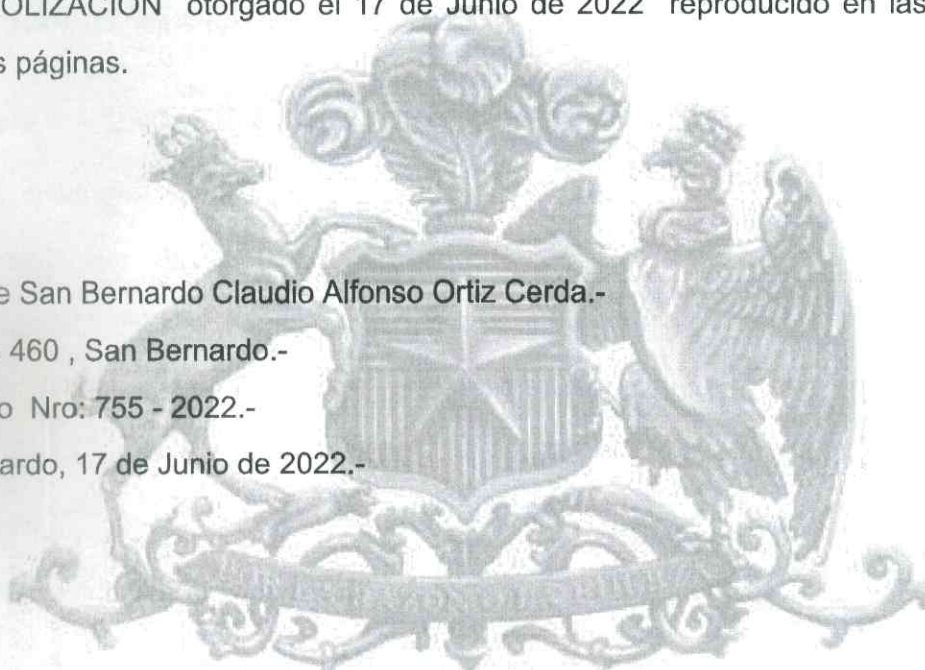 OLIZACION" otorgado el 17 de Junio de 2022 reproducido en las
s páginas.
e San Bernardo Claudio Alfonso Ortiz Cerda.-
460 , San Bernardo.-
o Nro: 755 - 2022.-
ardo, 17 de Junio de 2022.-